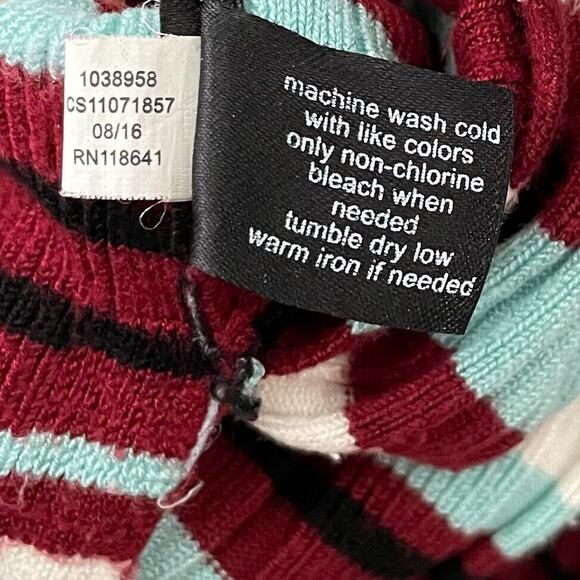 1038958
CS11071857
08/16
RN118641
machine wash cold
with like colors
only non-chlorine
bleach when
needed
tumble dry low
warm iron if needed